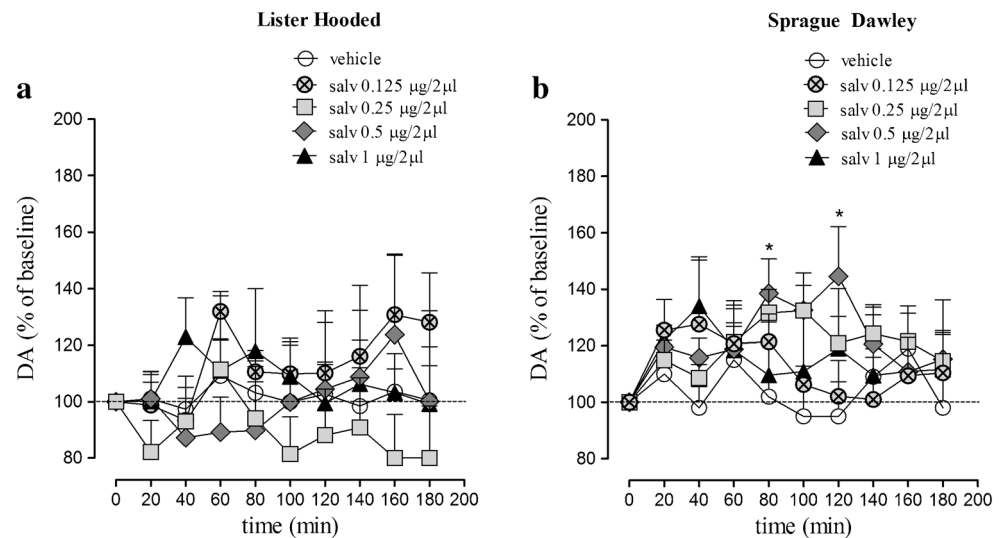 Lister Hooded
vehicle
salv 0.125 µg/2µl
salv 0.25 µg/2µl
salv 0.5 µg/2µl
salv 1 µg/2µl
a
200
180
160
140
120
100
80
DA (% of baseline)
0 20 40 60 80 100 120 140 160 180 200
time (min)
Sprague Dawley
vehicle
salv 0.125 µg/2µl
salv 0.25 µg/2µl
salv 0.5 µg/2µl
salv 1 µg/2µl
b
200
180
160
140
120
100
80
DA (% of baseline)
*
*
0 20 40 60 80 100 120 140 160 180 200
time (min)